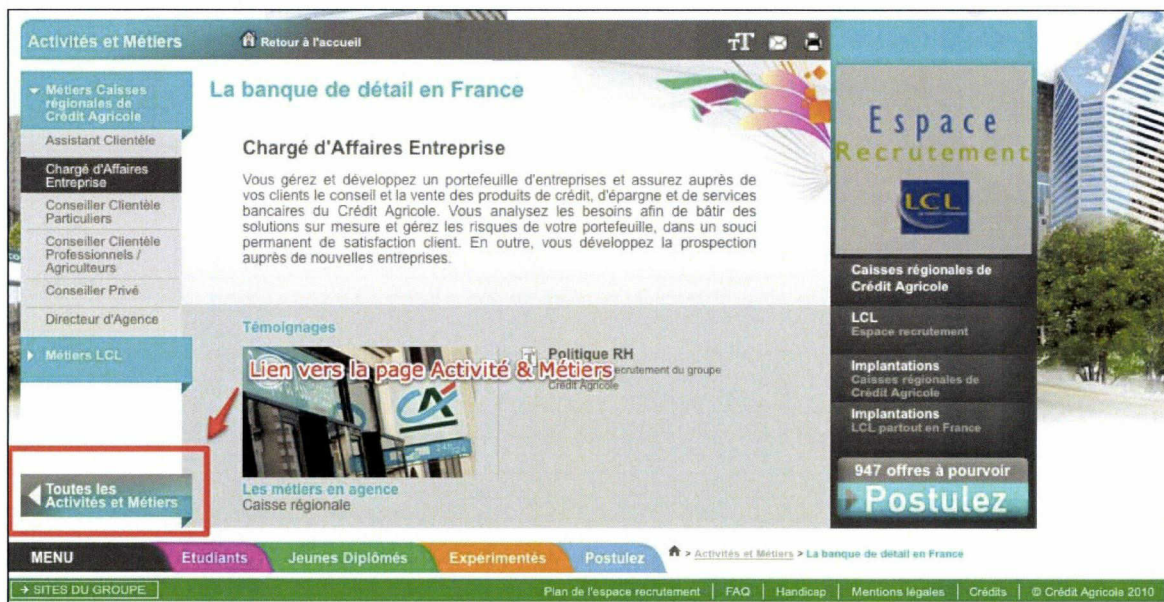 Activités et Métiers
Retour à l'accueil
TT
Métiers Caisses
régionales de
Crédit Agricole
Assistant Clientèle
Chargé d'Affaires
Entreprise
Conseiller Clientèle
Particuliers
Conseiller Clientèle
Professionnels /
Agriculteurs
Conseiller Privé
Directeur d'Agence
Métiers LCL
Toutes les
Activités et Métiers
La banque de détail en France
Chargé d'Affaires Entreprise
Vous gérez et développez un portefeuille d'entreprises et assurez auprès de
vos clients le conseil et la vente des produits de crédit, d'épargne et de services
bancaires du Crédit Agricole. Vous analysez les besoins afin de bâtir des
solutions sur mesure et gérez les risques de votre portefeuille, dans un souci
permanent de satisfaction client. En outre, vous développez la prospection
auprès de nouvelles entreprises.
Témoignages
Lien vers la page Activité & Métiers
CA
Les métiers en agence
Caisse régionale
Politique RH
recrutement du groupe
Crédit Agricole
Espace
Recrutement
LCL
Caisses régionales de
Crédit Agricole
LCL
Espace recrutement
Implantations
Caisses régionales de
Crédit Agricole
Implantations
LCL partout en France
947 offres à pourvoir
Postulez
MENU
Etudiants
Jeunes Diplômés
Expérimentés
Postulez
> Activités et Métiers > La banque de détail en France
→ SITES DU GROUPE
Plan de l'espace recrutement | FAQ | Handicap | Mentions légales | Crédits | © Crédit Agricole 2010